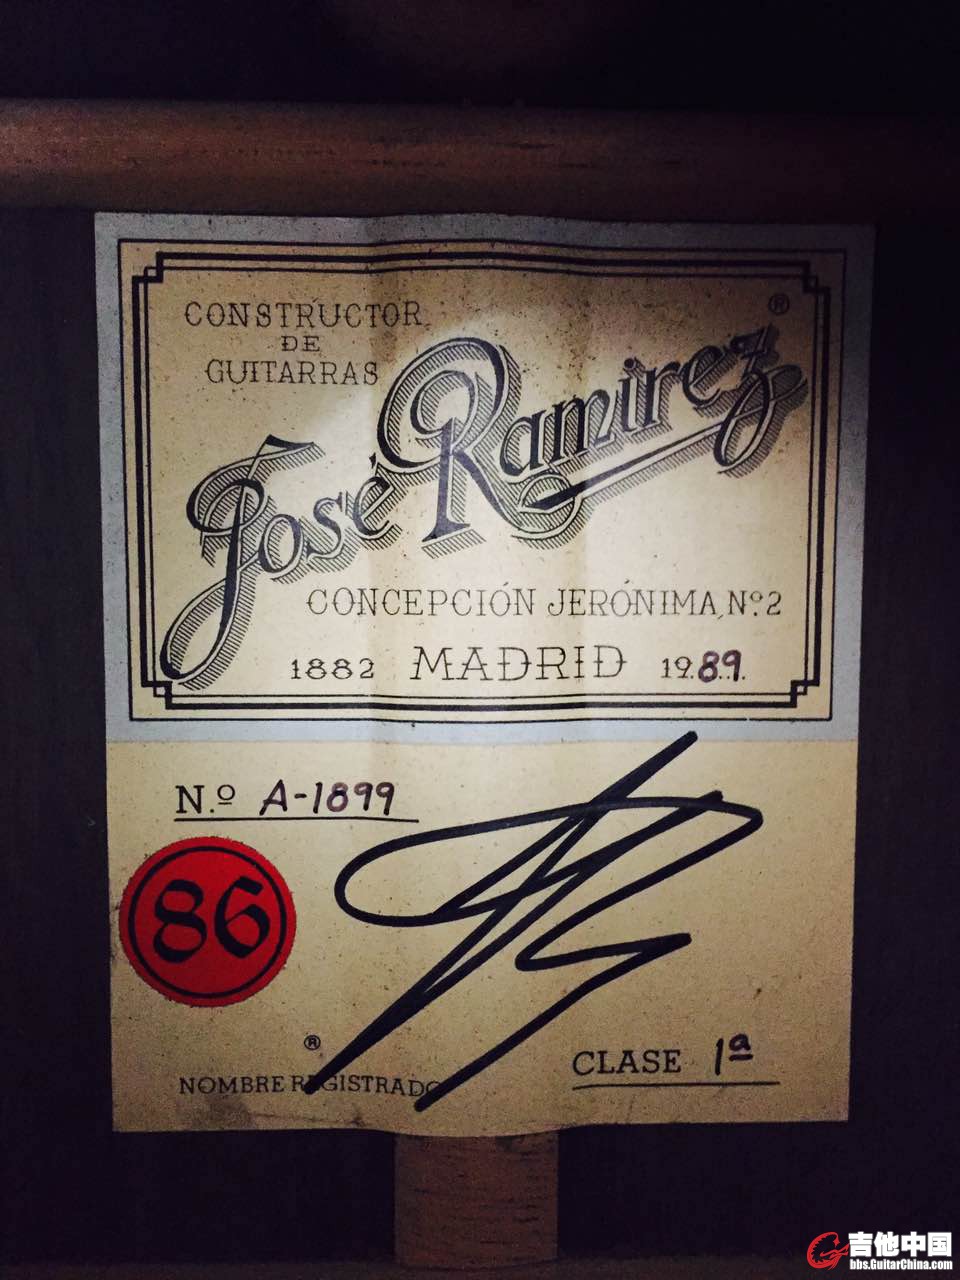 CONSTRUCTOR
DE
GUITARRAS
José Ramírez ®
CONCEPCIÓN JERÓNIMA, Nº 2
1882 MADRID 1989
N.º A-1899
86
®
NOMBRE REGISTRADO
CLASE 1ª
吉他中国
bbs.GuitarChina.com